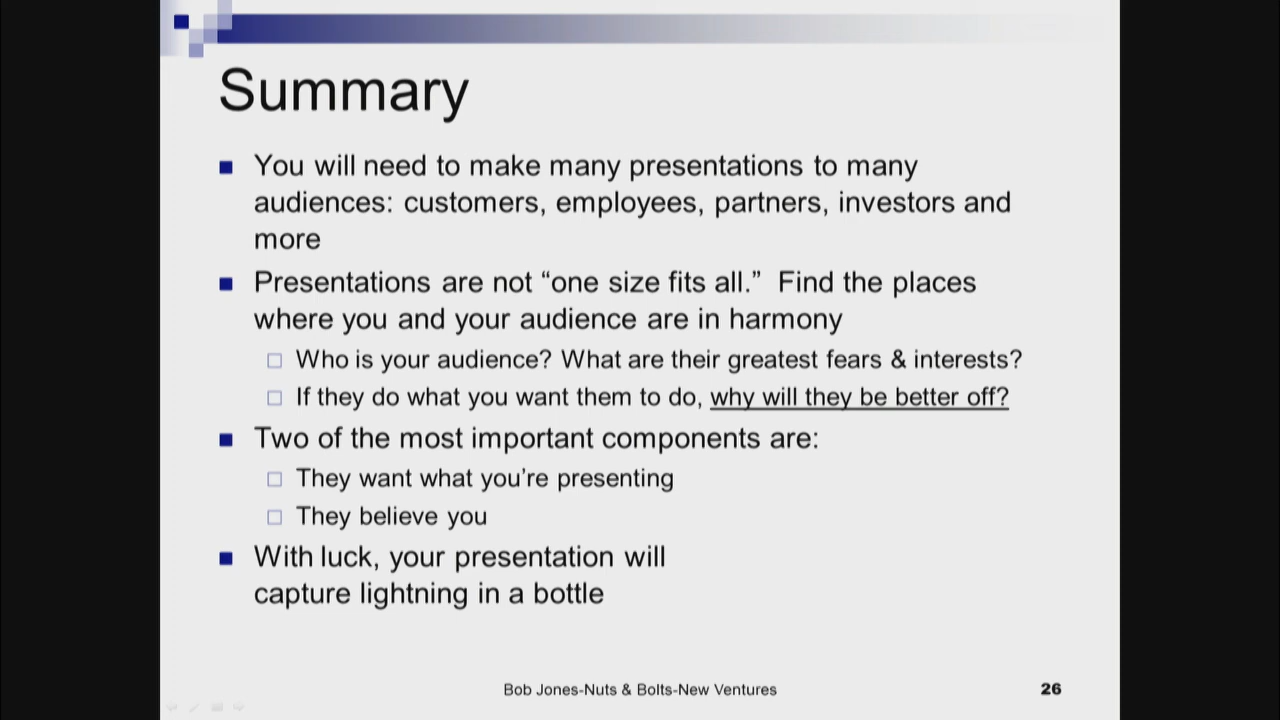 Summary
You will need to make many presentations to many
audiences: customers, employees, partners, investors and
more
Presentations are not “one size fits all.”  Find the places
where you and your audience are in harmony
Who is your audience? What are their greatest fears & interests?
If they do what you want them to do, why will they be better off?
Two of the most important components are:
They want what you’re presenting
They believe you
With luck, your presentation will
capture lightning in a bottle
Bob Jones-Nuts & Bolts-New Ventures
26